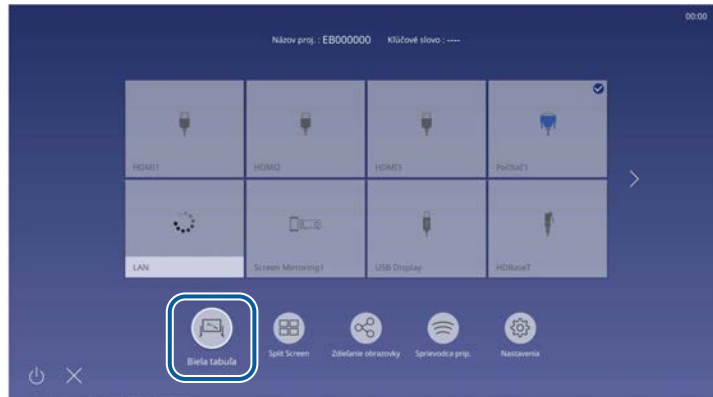 00:00
Názov proj. : EB000000 Kľúčové slovo : ----
HDMI1 HDMI2 HDMI3 Počítač1
LAN Screen Mirroring1 USB Display HDBaseT
Biela tabuľa Split Screen Zdieľanie obrazovky Sprievodca prip. Nastavenia